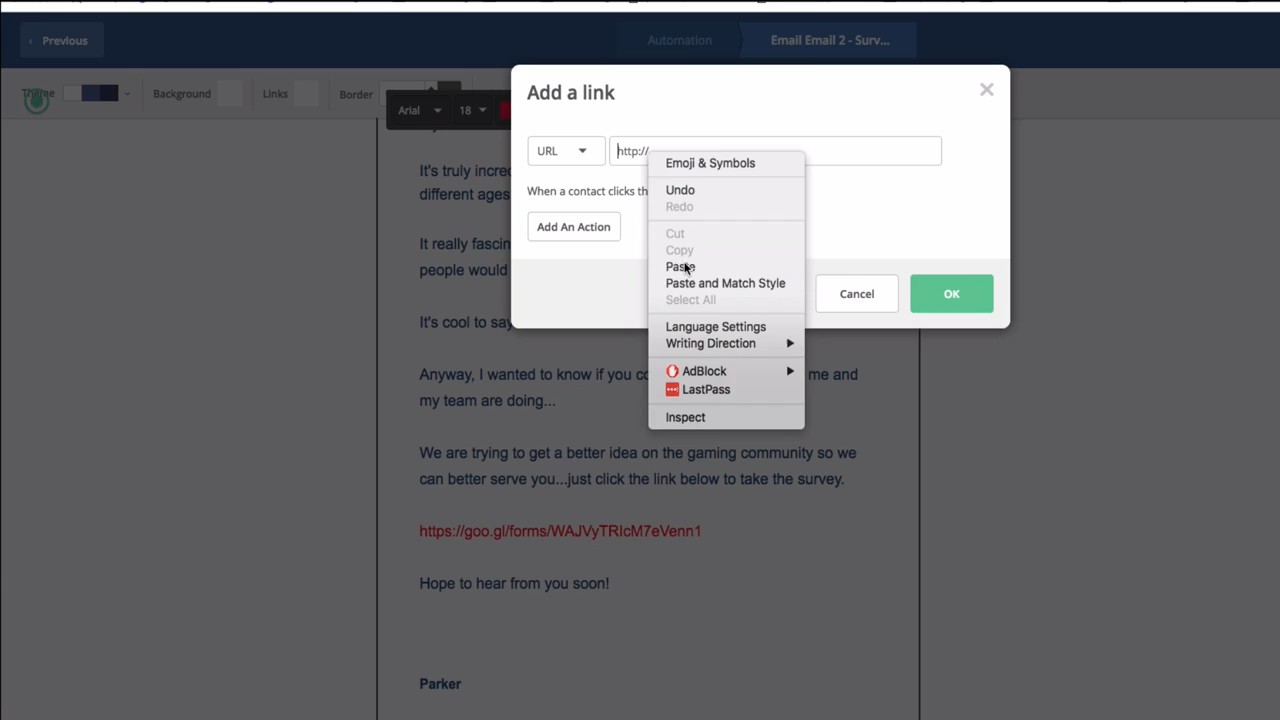 Previous
Automation
Email Email 2 - Surv...
Theme
Background
Links
Border
Arial
18
Add a link
URL
http://
When a contact clicks th
Add An Action
Cancel
OK
Emoji & Symbols
Undo
Redo
Cut
Copy
Paste
Paste and Match Style
Select All
Language Settings
Writing Direction
AdBlock
LastPass
Inspect
It's truly incre
different ages
It really fascin
people would
It's cool to say
Anyway, I wanted to know if you co me and
my team are doing...
We are trying to get a better idea on the gaming community so we
can better serve you...just click the link below to take the survey.
https://goo.gl/forms/WAJVyTRIcM7eVenn1
Hope to hear from you soon!
Parker